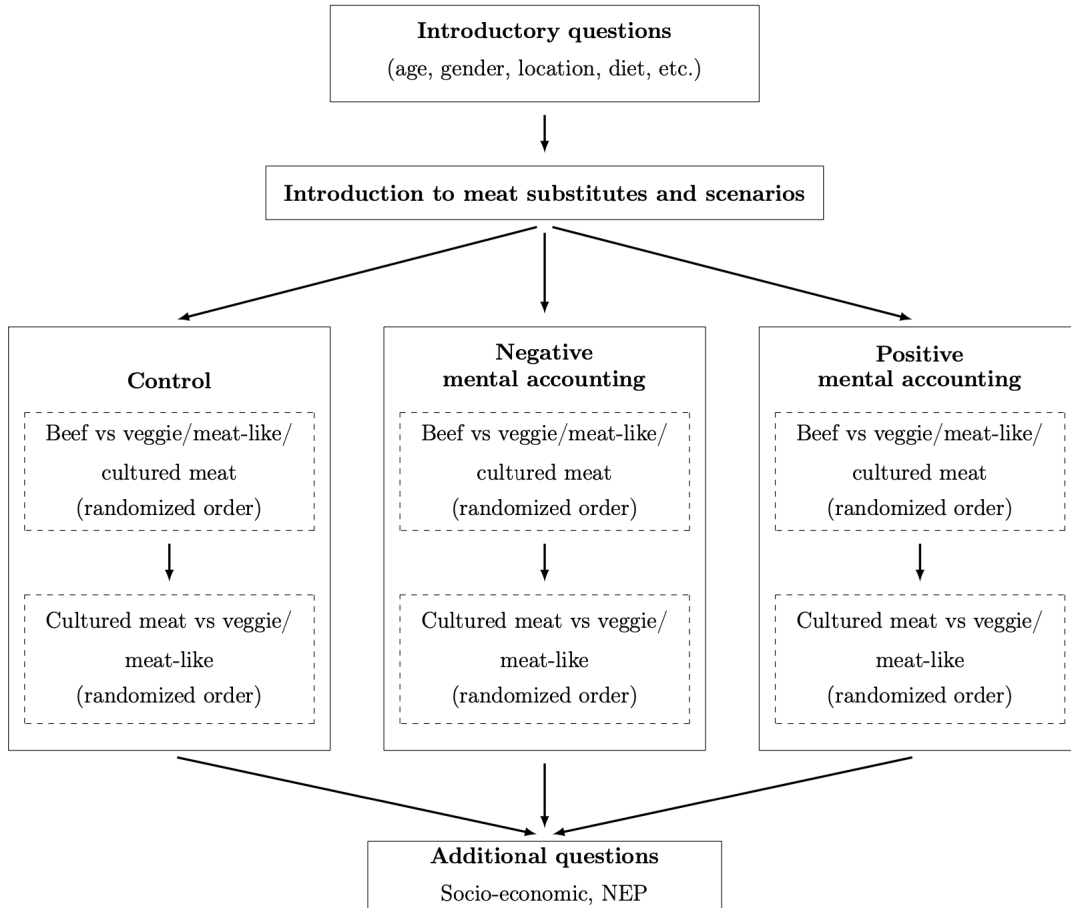 Introductory questions
(age, gender, location, diet, etc.)
Introduction to meat substitutes and scenarios
Control
Beef vs veggie/meat-like/
cultured meat
(randomized order)
Cultured meat vs veggie/
meat-like
(randomized order)
Negative
mental accounting
Beef vs veggie/meat-like/
cultured meat
(randomized order)
Cultured meat vs veggie/
meat-like
(randomized order)
Positive
mental accounting
Beef vs veggie/meat-like/
cultured meat
(randomized order)
Cultured meat vs veggie/
meat-like
(randomized order)
Additional questions
Socio-economic, NEP